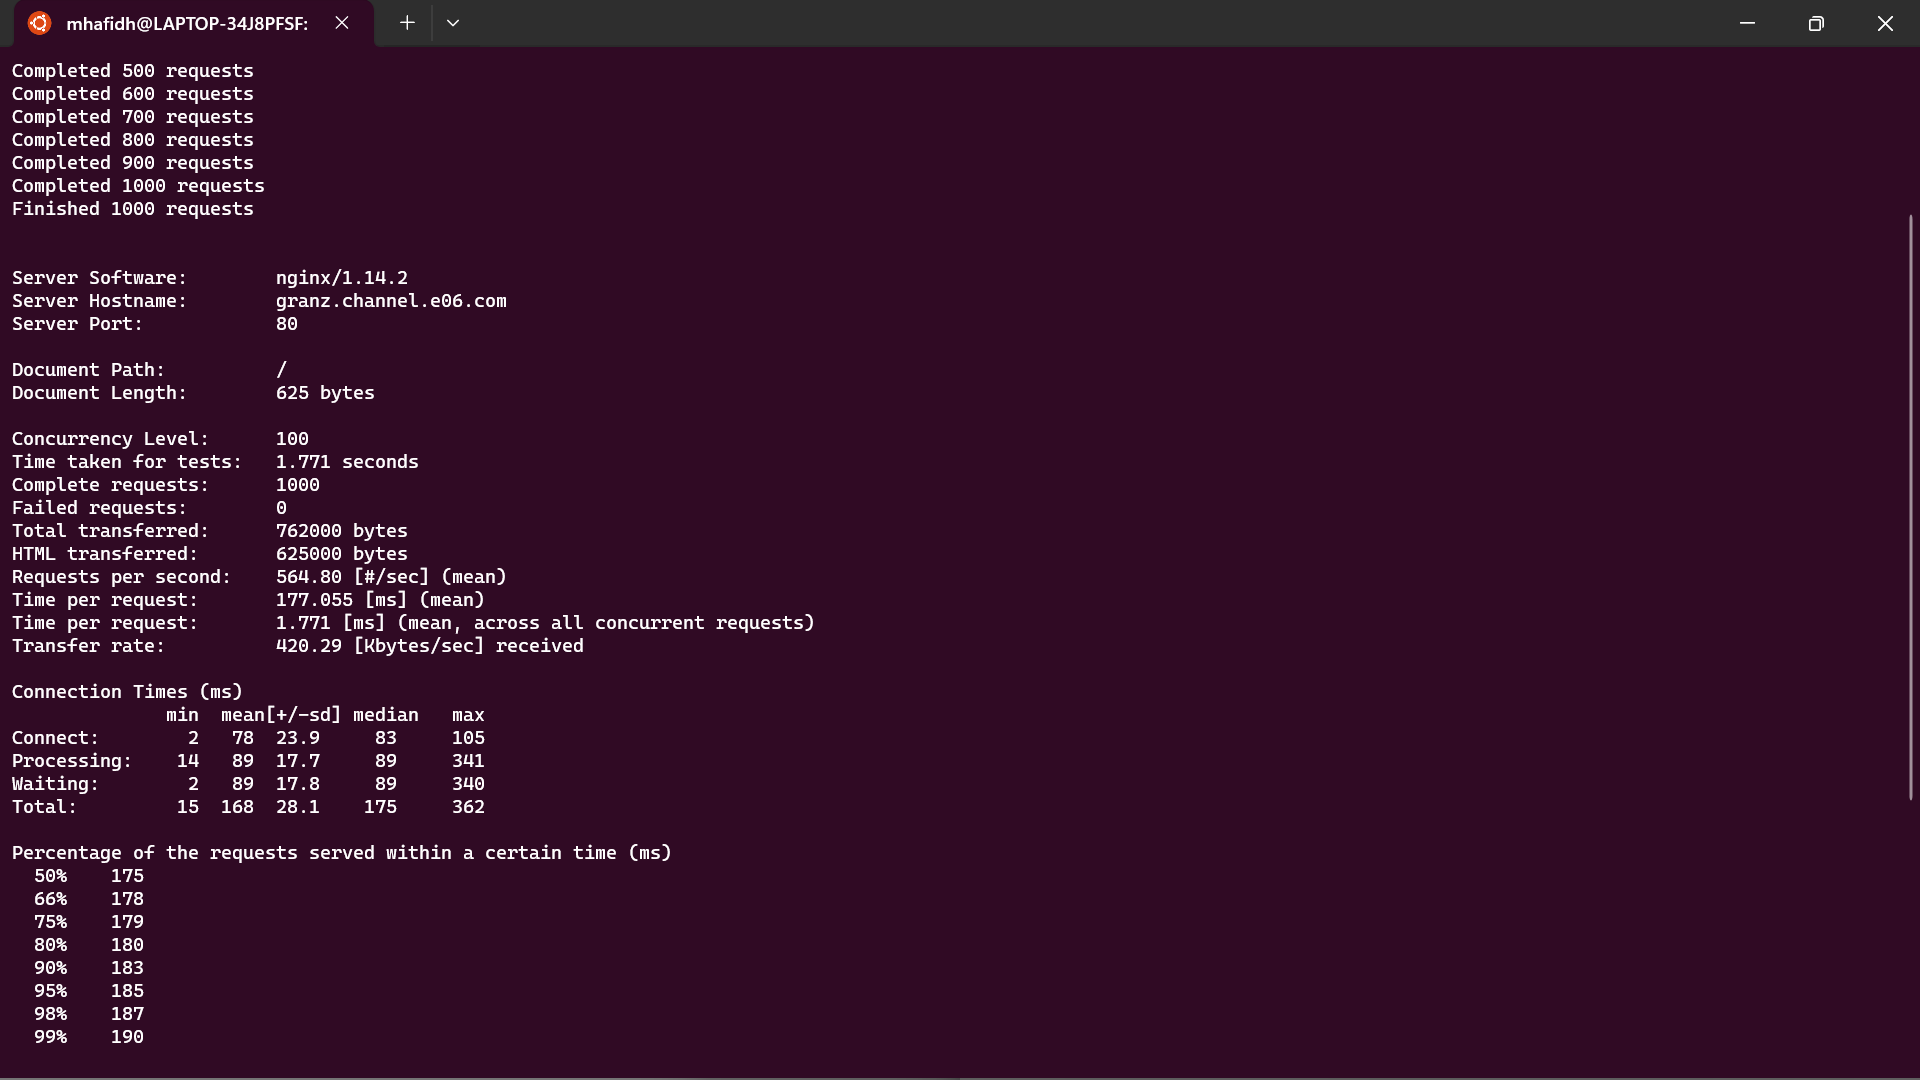 mhafidh@LAPTOP-34J8PFSF:
Completed 500 requests
Completed 600 requests
Completed 700 requests
Completed 800 requests
Completed 900 requests
Completed 1000 requests
Finished 1000 requests
Server Software:        nginx/1.14.2
Server Hostname:        granz.channel.e06.com
Server Port:            80
Document Path:          /
Document Length:        625 bytes
Concurrency Level:      100
Time taken for tests:   1.771 seconds
Complete requests:      1000
Failed requests:        0
Total transferred:      762000 bytes
HTML transferred:       625000 bytes
Requests per second:    564.80 [#/sec] (mean)
Time per request:       177.055 [ms] (mean)
Time per request:       1.771 [ms] (mean, across all concurrent requests)
Transfer rate:          420.29 [Kbytes/sec] received
Connection Times (ms)
              min  mean[+/-sd] median   max
Connect:        2   78  23.9     83     105
Processing:    14   89  17.7     89     341
Waiting:        2   89  17.8     89     340
Total:         15  168  28.1    175     362
Percentage of the requests served within a certain time (ms)
  50%    175
  66%    178
  75%    179
  80%    180
  90%    183
  95%    185
  98%    187
  99%    190